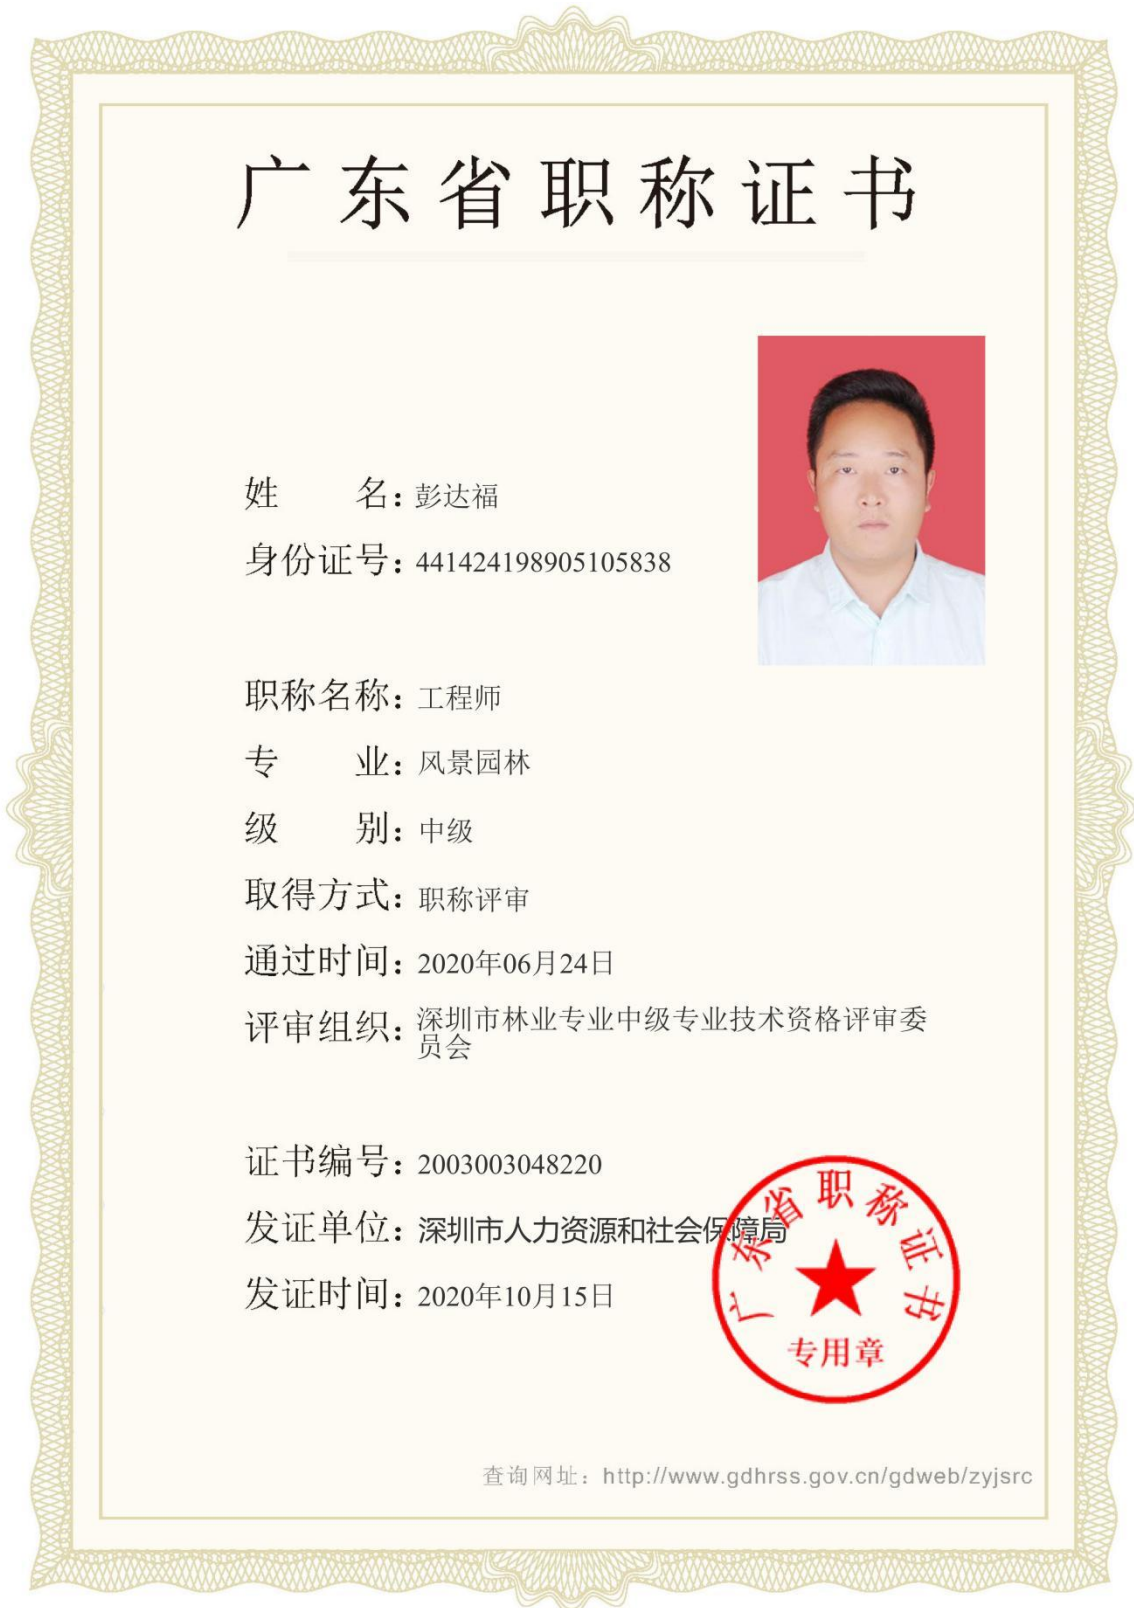 广东省职称证书
姓　　名：彭达福
身份证号：441424198905105838
职称名称：工程师
专　　业：风景园林
级　　别：中级
取得方式：职称评审
通过时间：2020年06月24日
评审组织：深圳市林业专业中级专业技术资格评审委
员会
证书编号：2003003048220
发证单位：深圳市人力资源和社会保障局
发证时间：2020年10月15日
广东省职称证书
专用章
查询网址：http://www.gdhrss.gov.cn/gdweb/zyjsrc